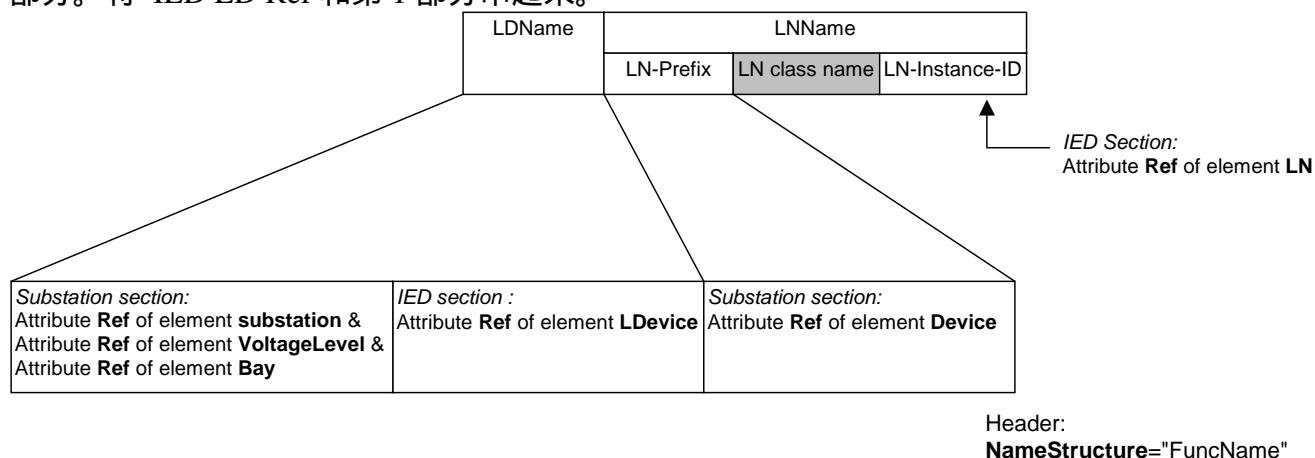 LDName LNName
LN-Prefix LN class name LN-Instance-ID
IED Section:
Attribute Ref of element LN
Substation section:
Attribute Ref of element substation &
Attribute Ref of element VoltageLevel &
Attribute Ref of element Bay
IED section :
Attribute Ref of element LDevice
Substation section:
Attribute Ref of element Device
Header:
NameStructure="FuncName"